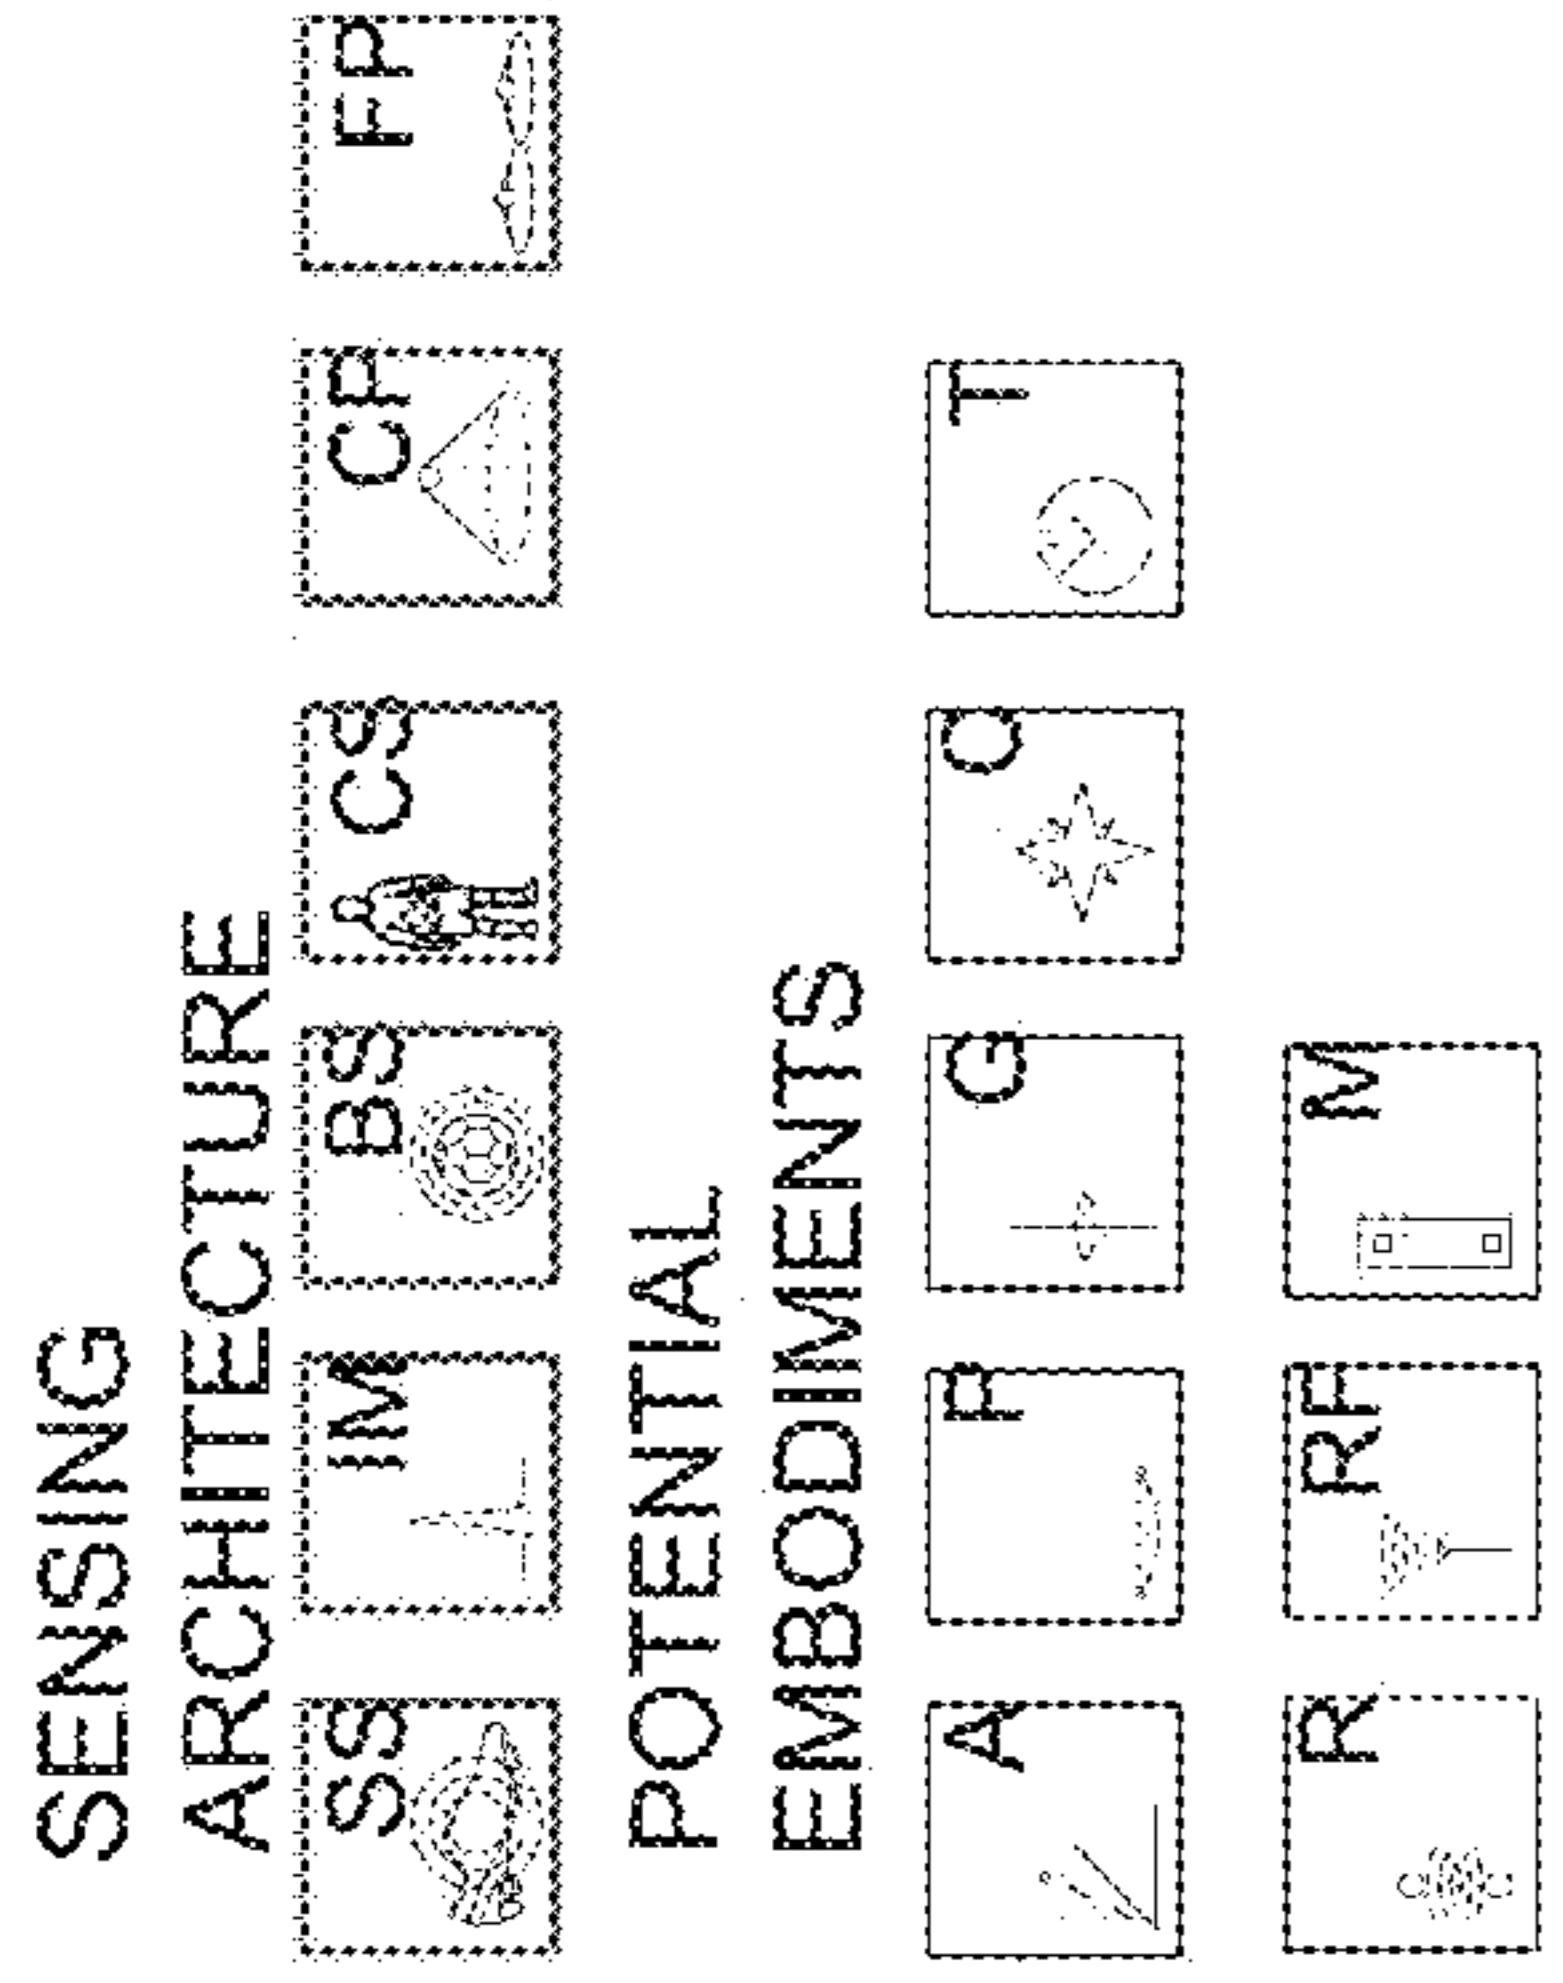 SENSING
ARCHITECTURE
SS IM BS CS CP FP
POTENTIAL
EMBODIMENTS
A P G O T
R RF M